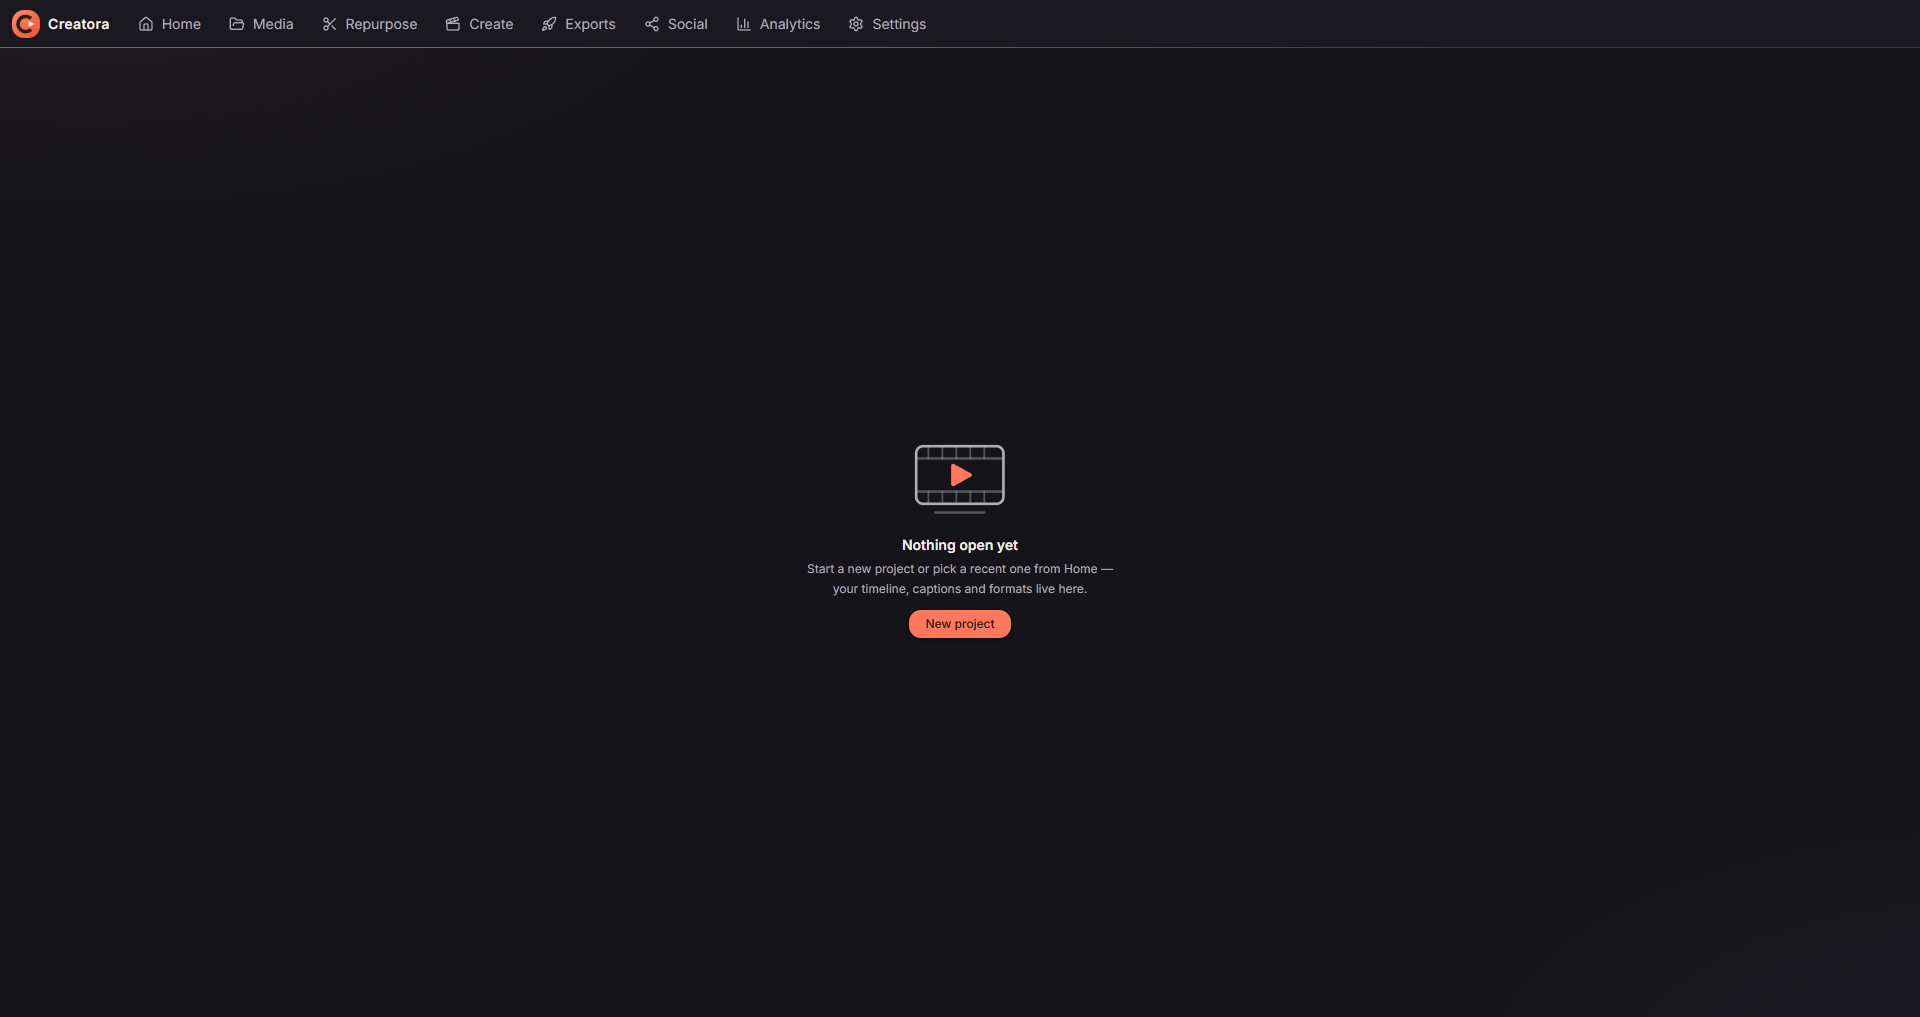 Creatora Home Media Repurpose Create Exports Social Analytics Settings
Nothing open yet
Start a new project or pick a recent one from Home —
your timeline, captions and formats live here.
New project